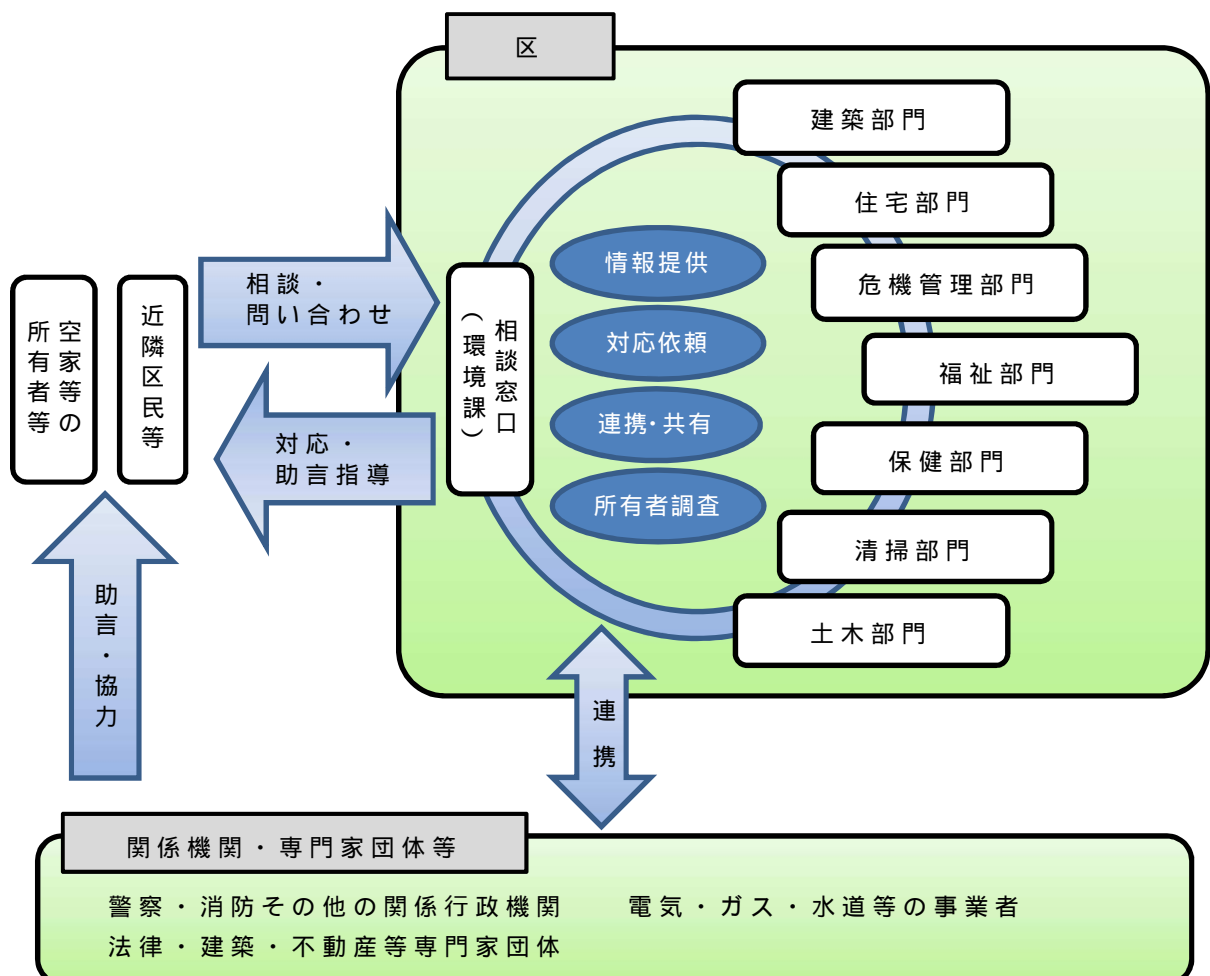 区
建築部門
住宅部門
危機管理部門
福祉部門
保健部門
清掃部門
土木部門
情報提供
対応依頼
連携・共有
所有者調査
相談窓口
(環境課)
相談・
問い合わせ
対応・
助言指導
近隣区民等
空家等の
所有者等
助言・協力
連携
関係機関・専門家団体等
警察・消防その他の関係行政機関 電気・ガス・水道等の事業者
法律・建築・不動産等専門家団体